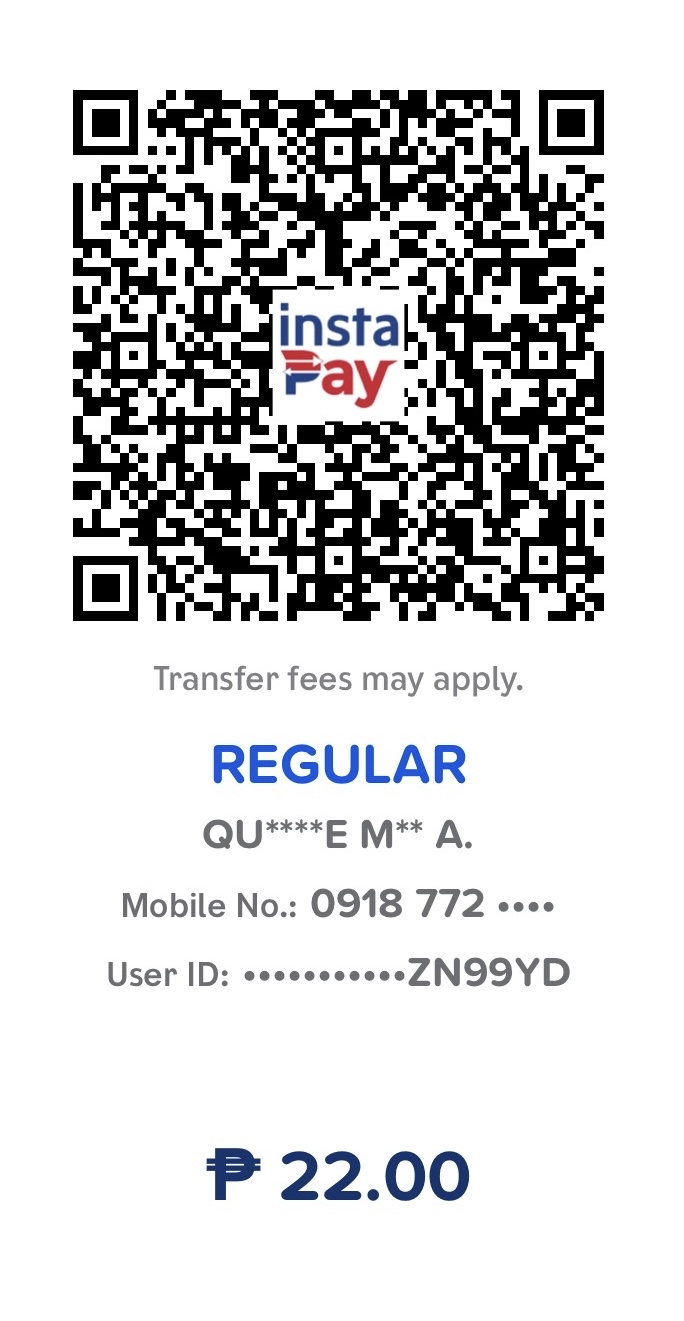 insta
Pay
Transfer fees may apply.
REGULAR
QU****E M** A.
Mobile No.: 0918 772 ••••
User ID: •••••••••••ZN99YD
₱ 22.00